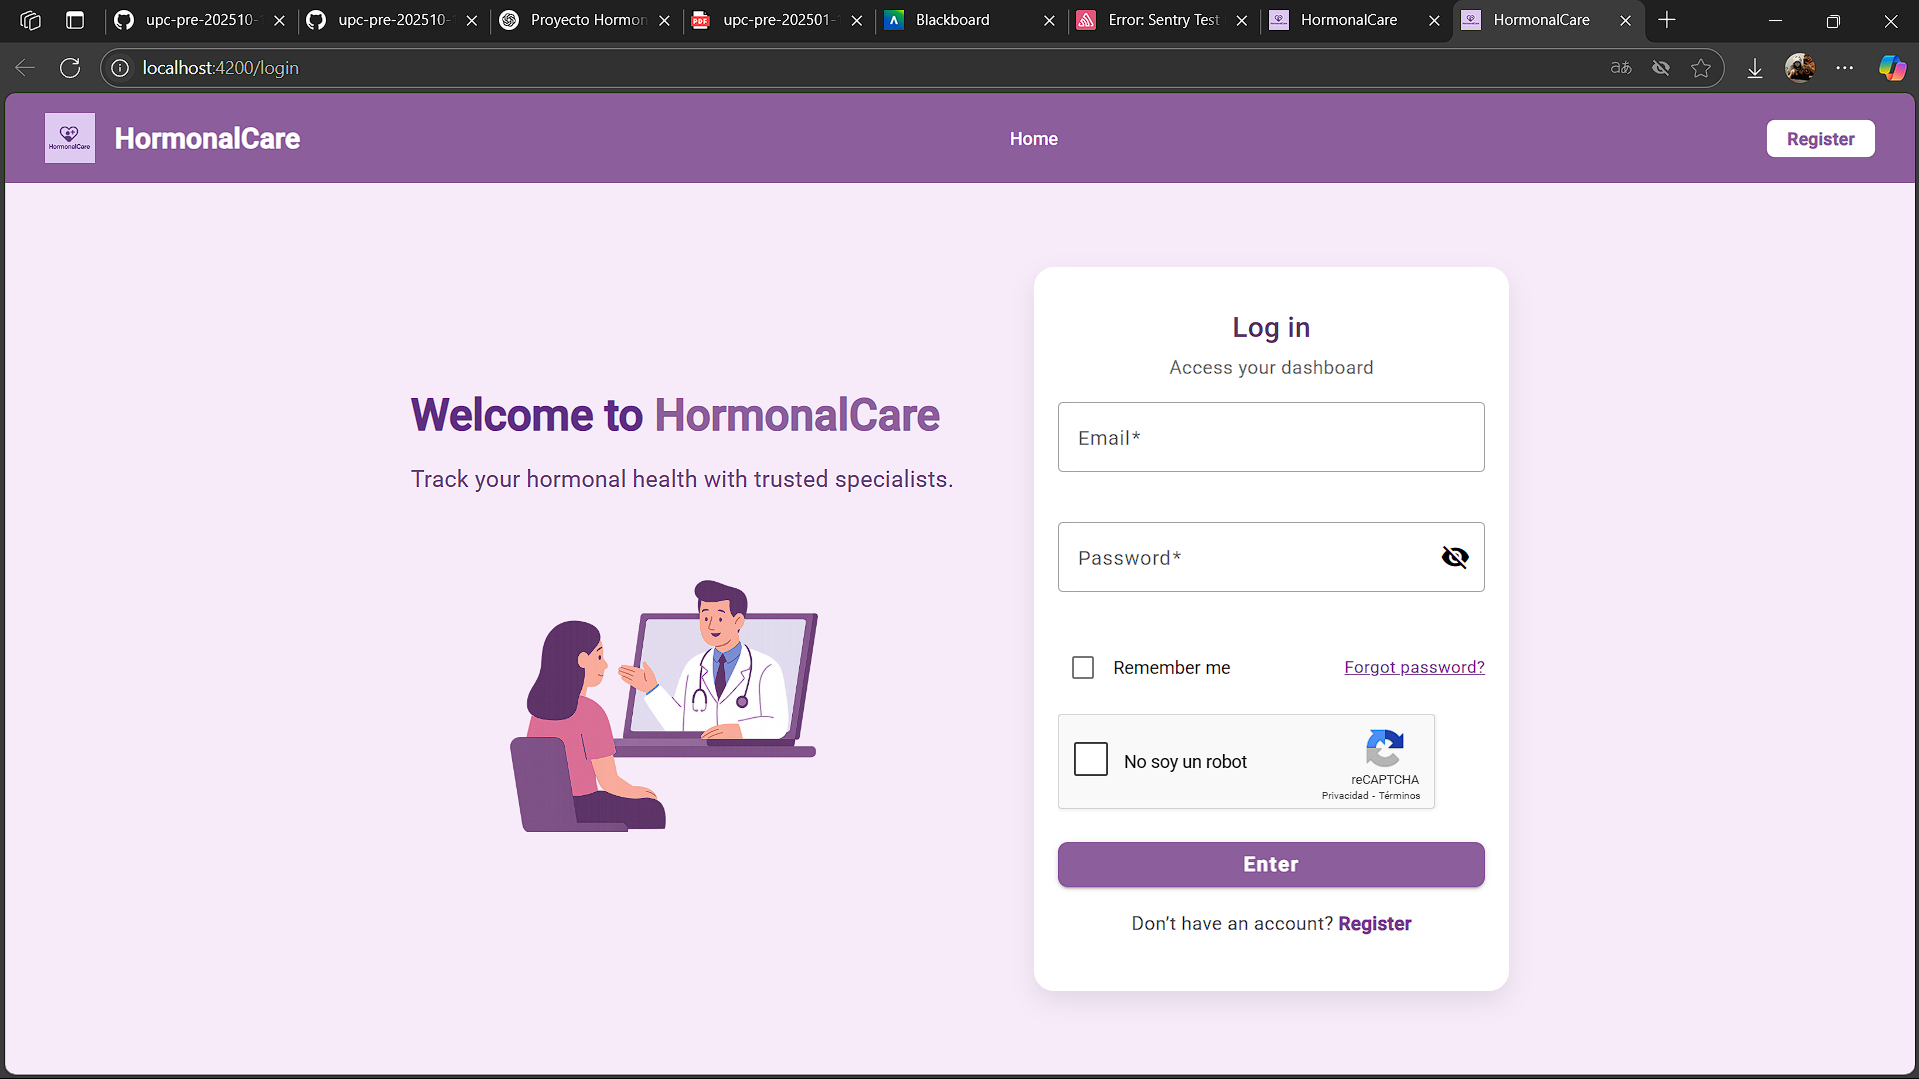 upc-pre-202510-
upc-pre-202510-
Proyecto Hormon
upc-pre-202501-
Blackboard
Error: Sentry Test
HormonalCare
HormonalCare
localhost:4200/login
HormonalCare
HormonalCare
Home
Register
Log in
Access your dashboard
Welcome to HormonalCare
Track your hormonal health with trusted specialists.
Email*
Password*
Remember me
Forgot password?
No soy un robot
reCAPTCHA
Privacidad - Términos
Enter
Don’t have an account? Register